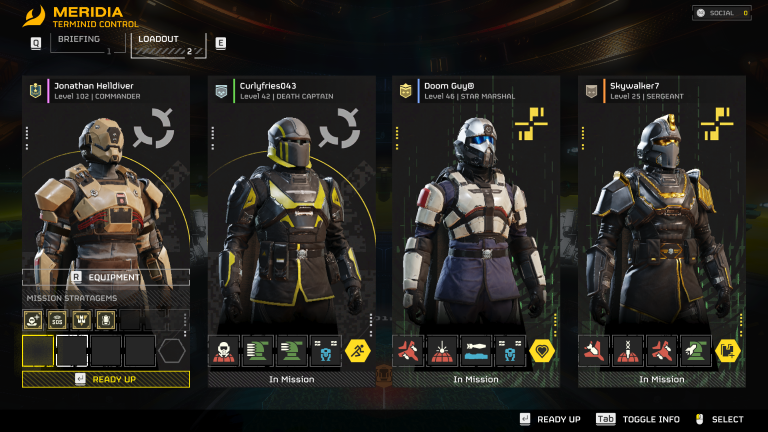 MERIDIA
TERMINID CONTROL
SOCIAL 0
Q BRIEFING 1 LOADOUT 2 E
Jonathan Helldiver
Level 102 | COMMANDER
Curlyfries043
Level 42 | DEATH CAPTAIN
Doom Guy®
Level 46 | STAR MARSHAL
Skywalker7
Level 25 | SERGEANT
R EQUIPMENT
MISSION STRATAGEMS
SOS
READY UP
In Mission
In Mission
In Mission
READY UP Tab TOGGLE INFO SELECT